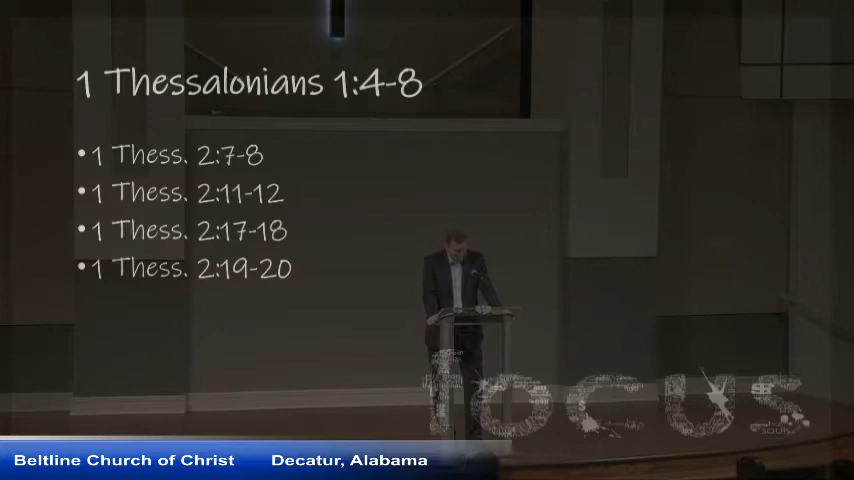 1 Thessalonians 1:4-8
•1 Thess. 2:7-8
•1 Thess. 2:11-12
•1 Thess. 2:17-18
•1 Thess. 2:19-20
focus
souls
Beltline Church of Christ Decatur, Alabama